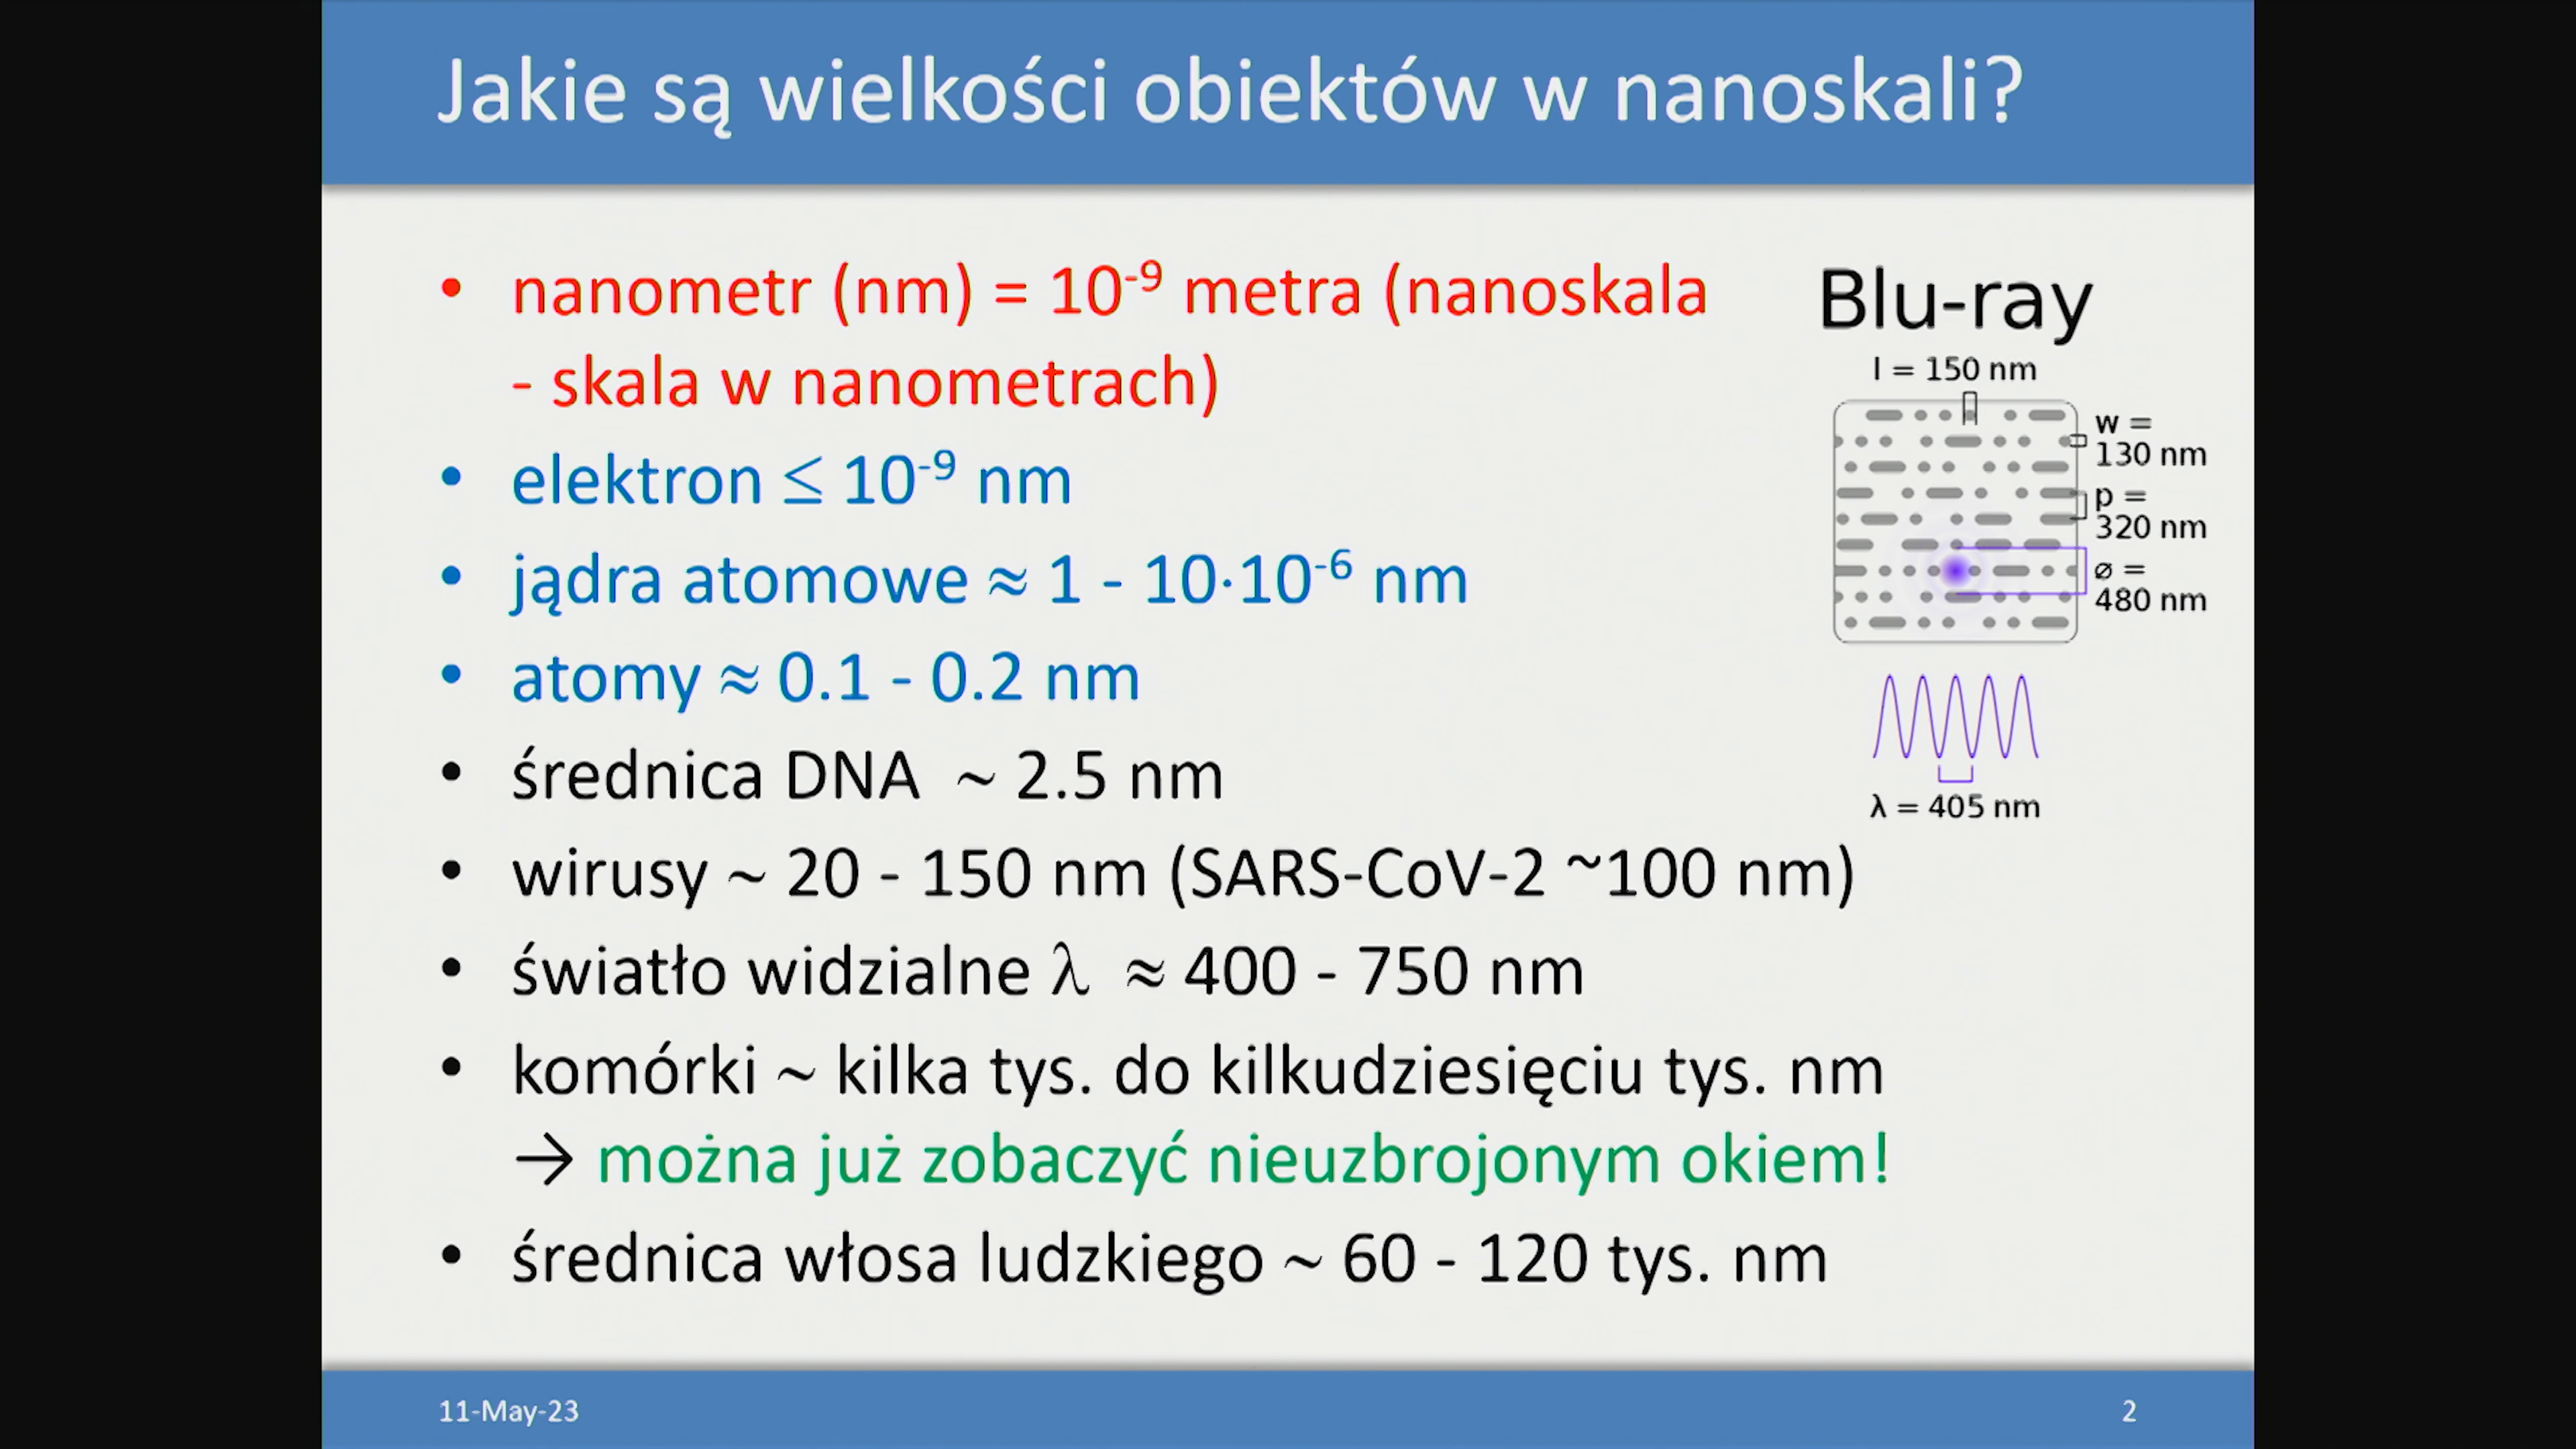 Jakie są wielkości obiektów w nanoskali?
• nanometr (nm) = 10⁻⁹ metra (nanoskala
- skala w nanometrach)
• elektron ≤ 10⁻⁹ nm
• jądra atomowe ≈ 1 - 10·10⁻⁶ nm
• atomy ≈ 0.1 - 0.2 nm
• średnica DNA ~ 2.5 nm
• wirusy ~ 20 - 150 nm (SARS-CoV-2 ~100 nm)
• światło widzialne λ ≈ 400 - 750 nm
• komórki ~ kilka tys. do kilkudziesięciu tys. nm
→ można już zobaczyć nieuzbrojonym okiem!
• średnica włosa ludzkiego ~ 60 - 120 tys. nm
Blu-ray
l = 150 nm
w =
130 nm
p =
320 nm
⌀ =
480 nm
λ = 405 nm
11-May-23
2